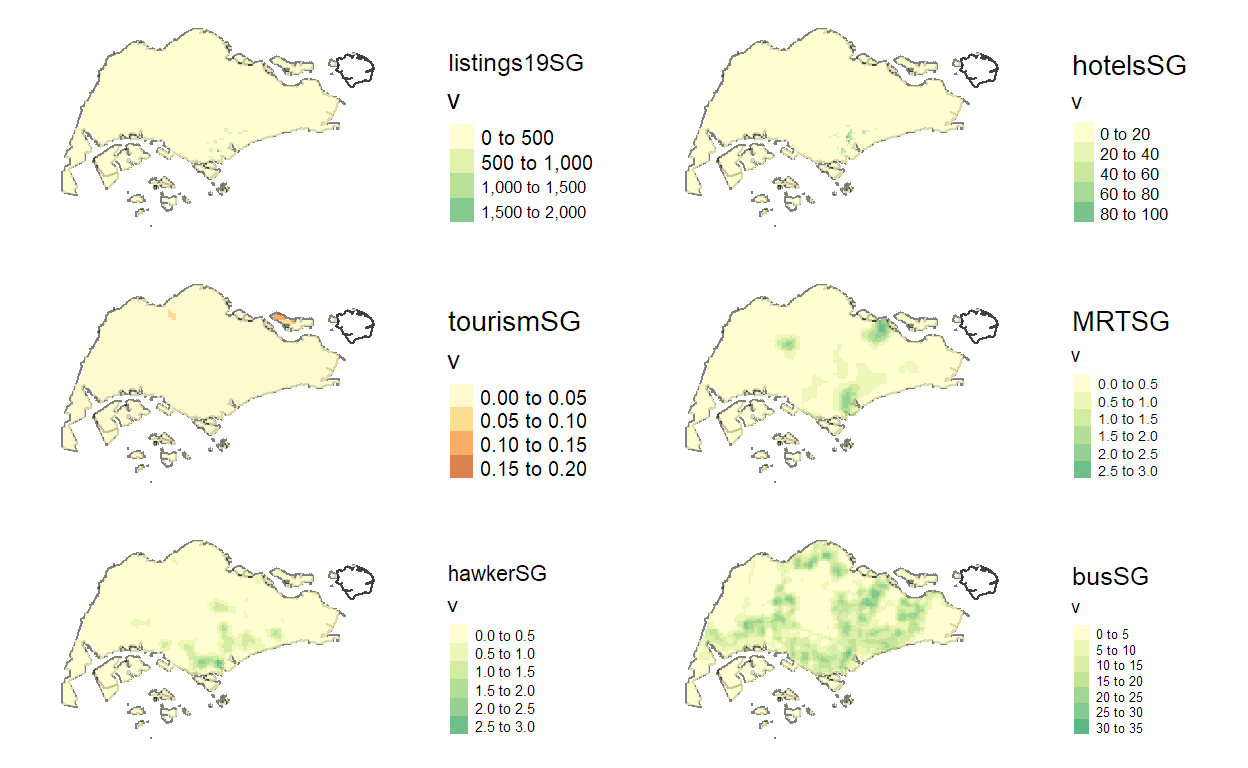 listings19SG
v
0 to 500
500 to 1,000
1,000 to 1,500
1,500 to 2,000
hotelsSG
v
0 to 20
20 to 40
40 to 60
60 to 80
80 to 100
tourismSG
v
0.00 to 0.05
0.05 to 0.10
0.10 to 0.15
0.15 to 0.20
MRTSG
v
0.0 to 0.5
0.5 to 1.0
1.0 to 1.5
1.5 to 2.0
2.0 to 2.5
2.5 to 3.0
hawkerSG
v
0.0 to 0.5
0.5 to 1.0
1.0 to 1.5
1.5 to 2.0
2.0 to 2.5
2.5 to 3.0
busSG
v
0 to 5
5 to 10
10 to 15
15 to 20
20 to 25
25 to 30
30 to 35